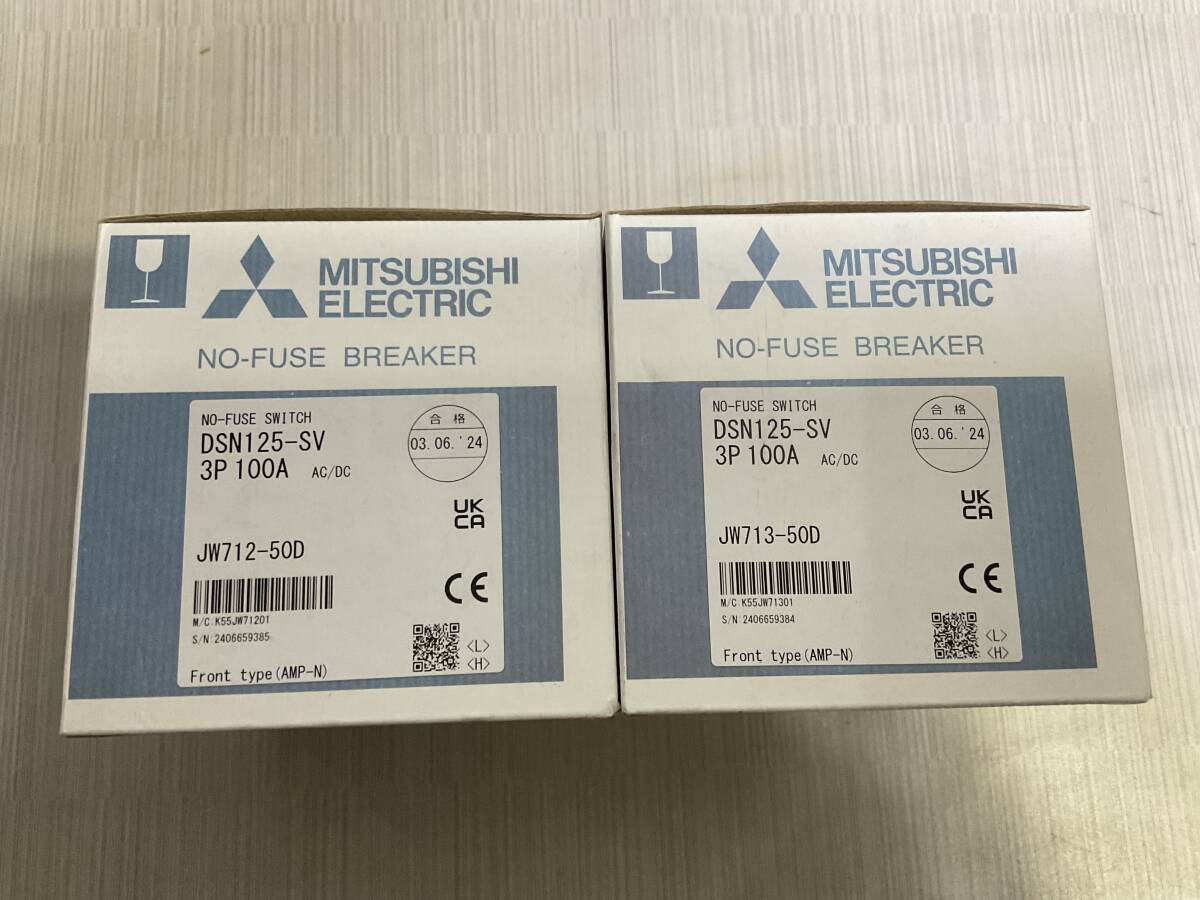 MITSUBISHI
ELECTRIC
NO-FUSE BREAKER
NO-FUSE SWITCH
DSN125-SV
3P 100A AC/DC
合格
03.06.'24
UK
CA
JW712-50D
CE
M/C:K55JW71201
S/N:2406659385
<L>
<H>
Front type(AMP-N)
MITSUBISHI
ELECTRIC
NO-FUSE BREAKER
NO-FUSE SWITCH
DSN125-SV
3P 100A AC/DC
合格
03.06.'24
UK
CA
JW713-50D
CE
M/C:K55JW71301
S/N:2406659384
<L>
<H>
Front type(AMP-N)